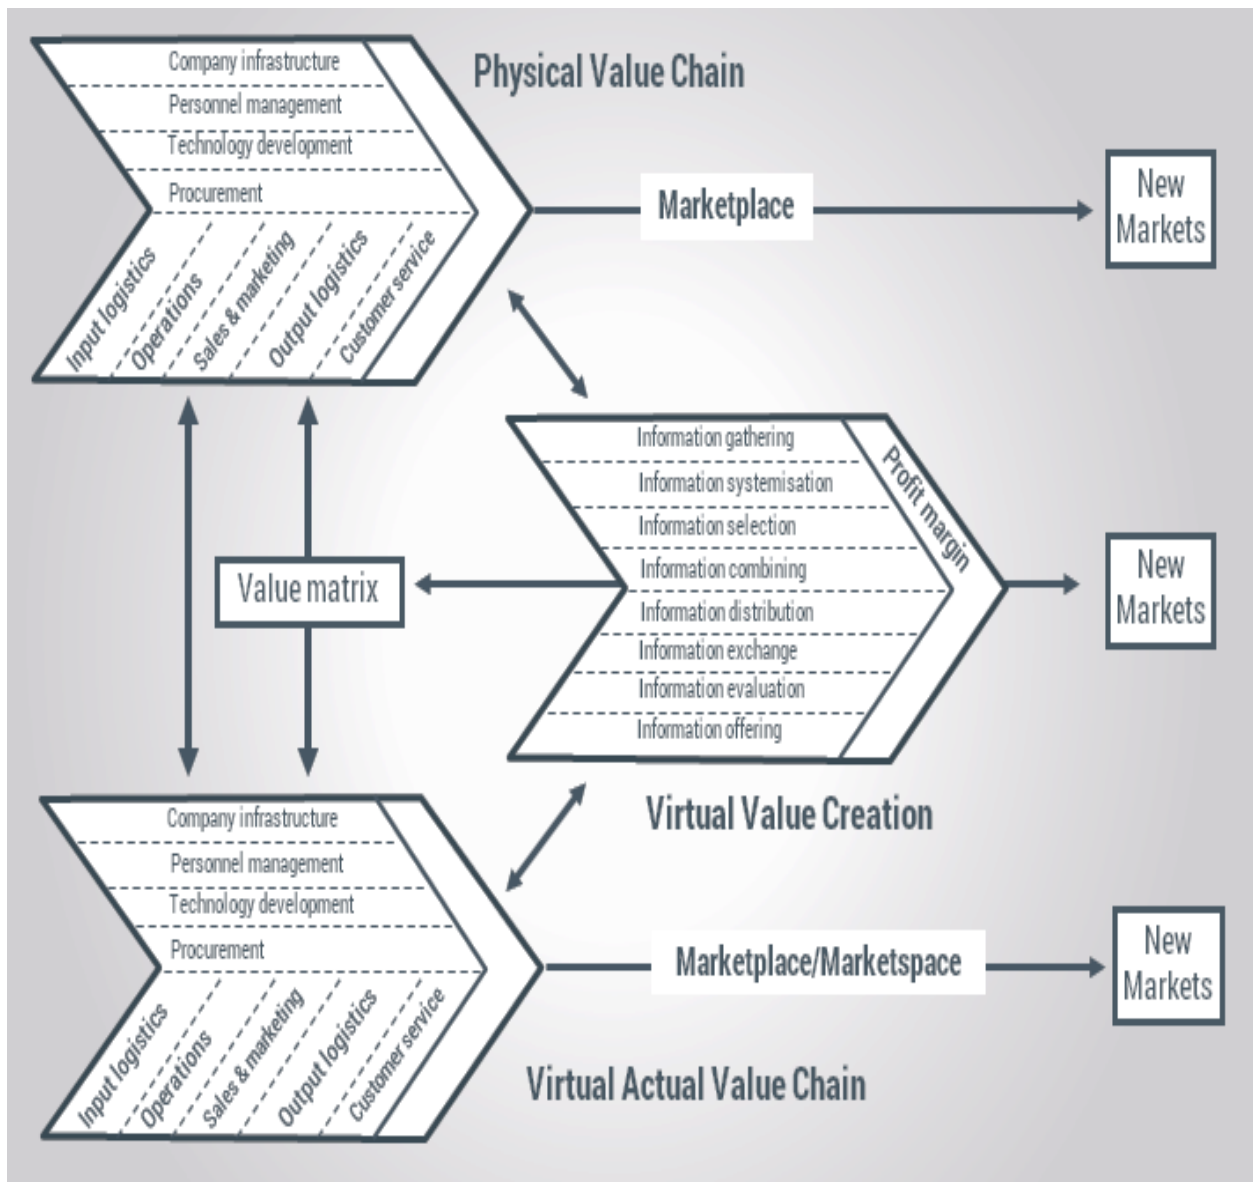 Company infrastructure
Personnel management
Technology development
Procurement
Input logistics
Operations
Sales & marketing
Output logistics
Customer service
Physical Value Chain
Marketplace
New
Markets
Information gathering
Information systemisation
Information selection
Information combining
Information distribution
Information exchange
Information evaluation
Information offering
Profit margin
Value matrix
New
Markets
Virtual Value Creation
Company infrastructure
Personnel management
Technology development
Procurement
Input logistics
Operations
Sales & marketing
Output logistics
Customer service
Marketplace/Marketspace
New
Markets
Virtual Actual Value Chain